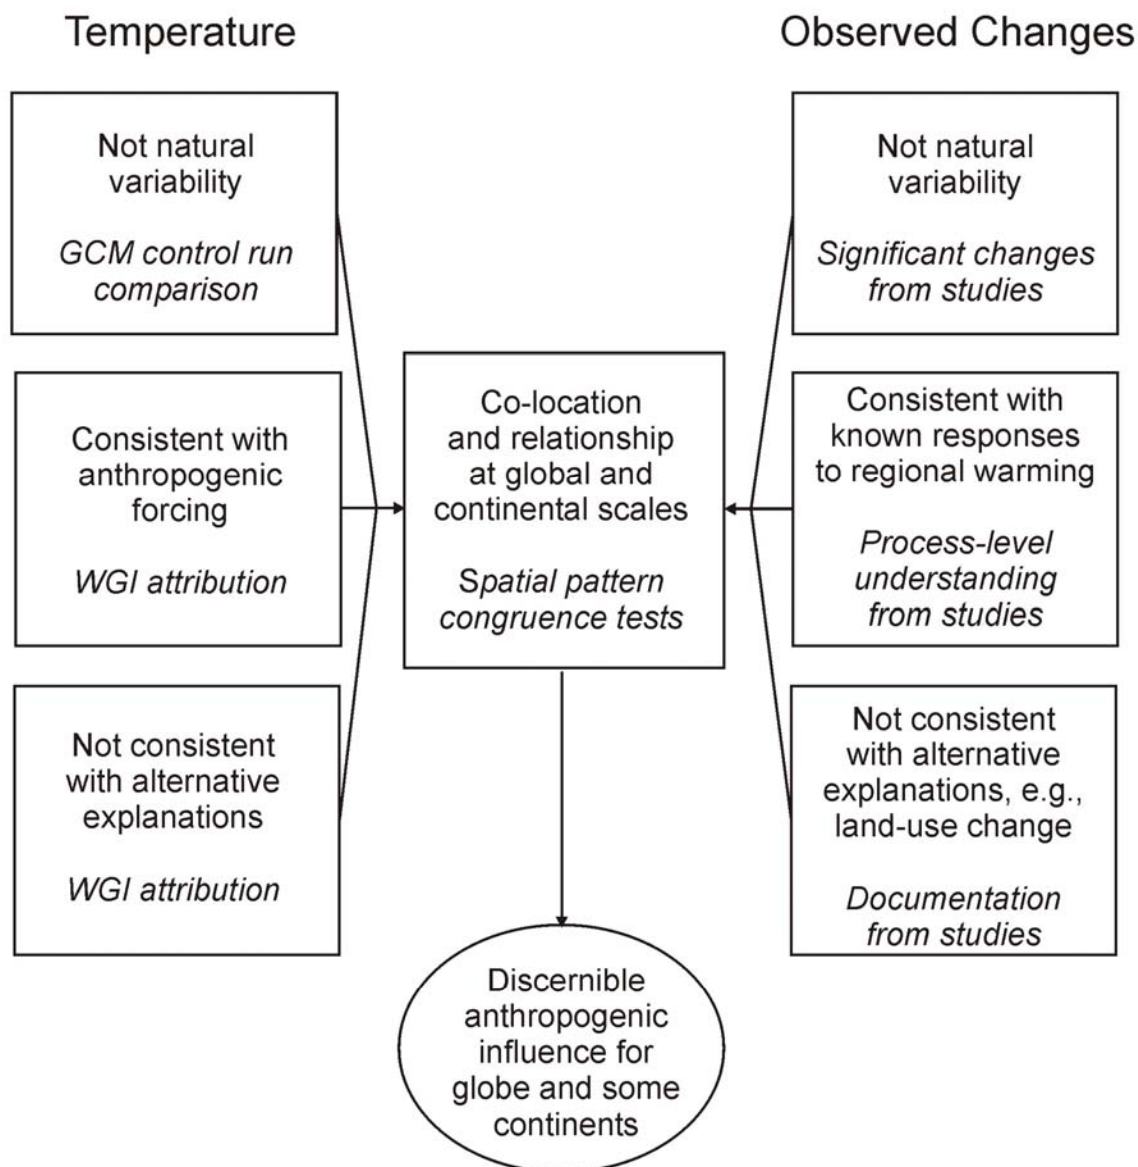 Temperature
Observed Changes
Not natural
variability
GCM control run
comparison
Consistent with
anthropogenic
forcing
WGI attribution
Not consistent
with alternative
explanations
WGI attribution
Co-location
and relationship
at global and
continental scales
Spatial pattern
congruence tests
Not natural
variability
Significant changes
from studies
Consistent with
known responses
to regional warming
Process-level
understanding
from studies
Not consistent
with alternative
explanations, e.g.,
land-use change
Documentation
from studies
Discernible
anthropogenic
influence for
globe and some
continents